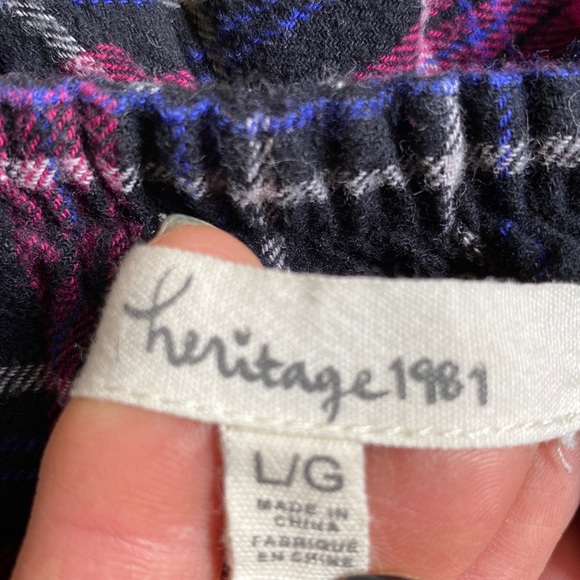 heritage1981
L/G
MADE IN
CHINA
FABRIQUÉ
EN CHINE